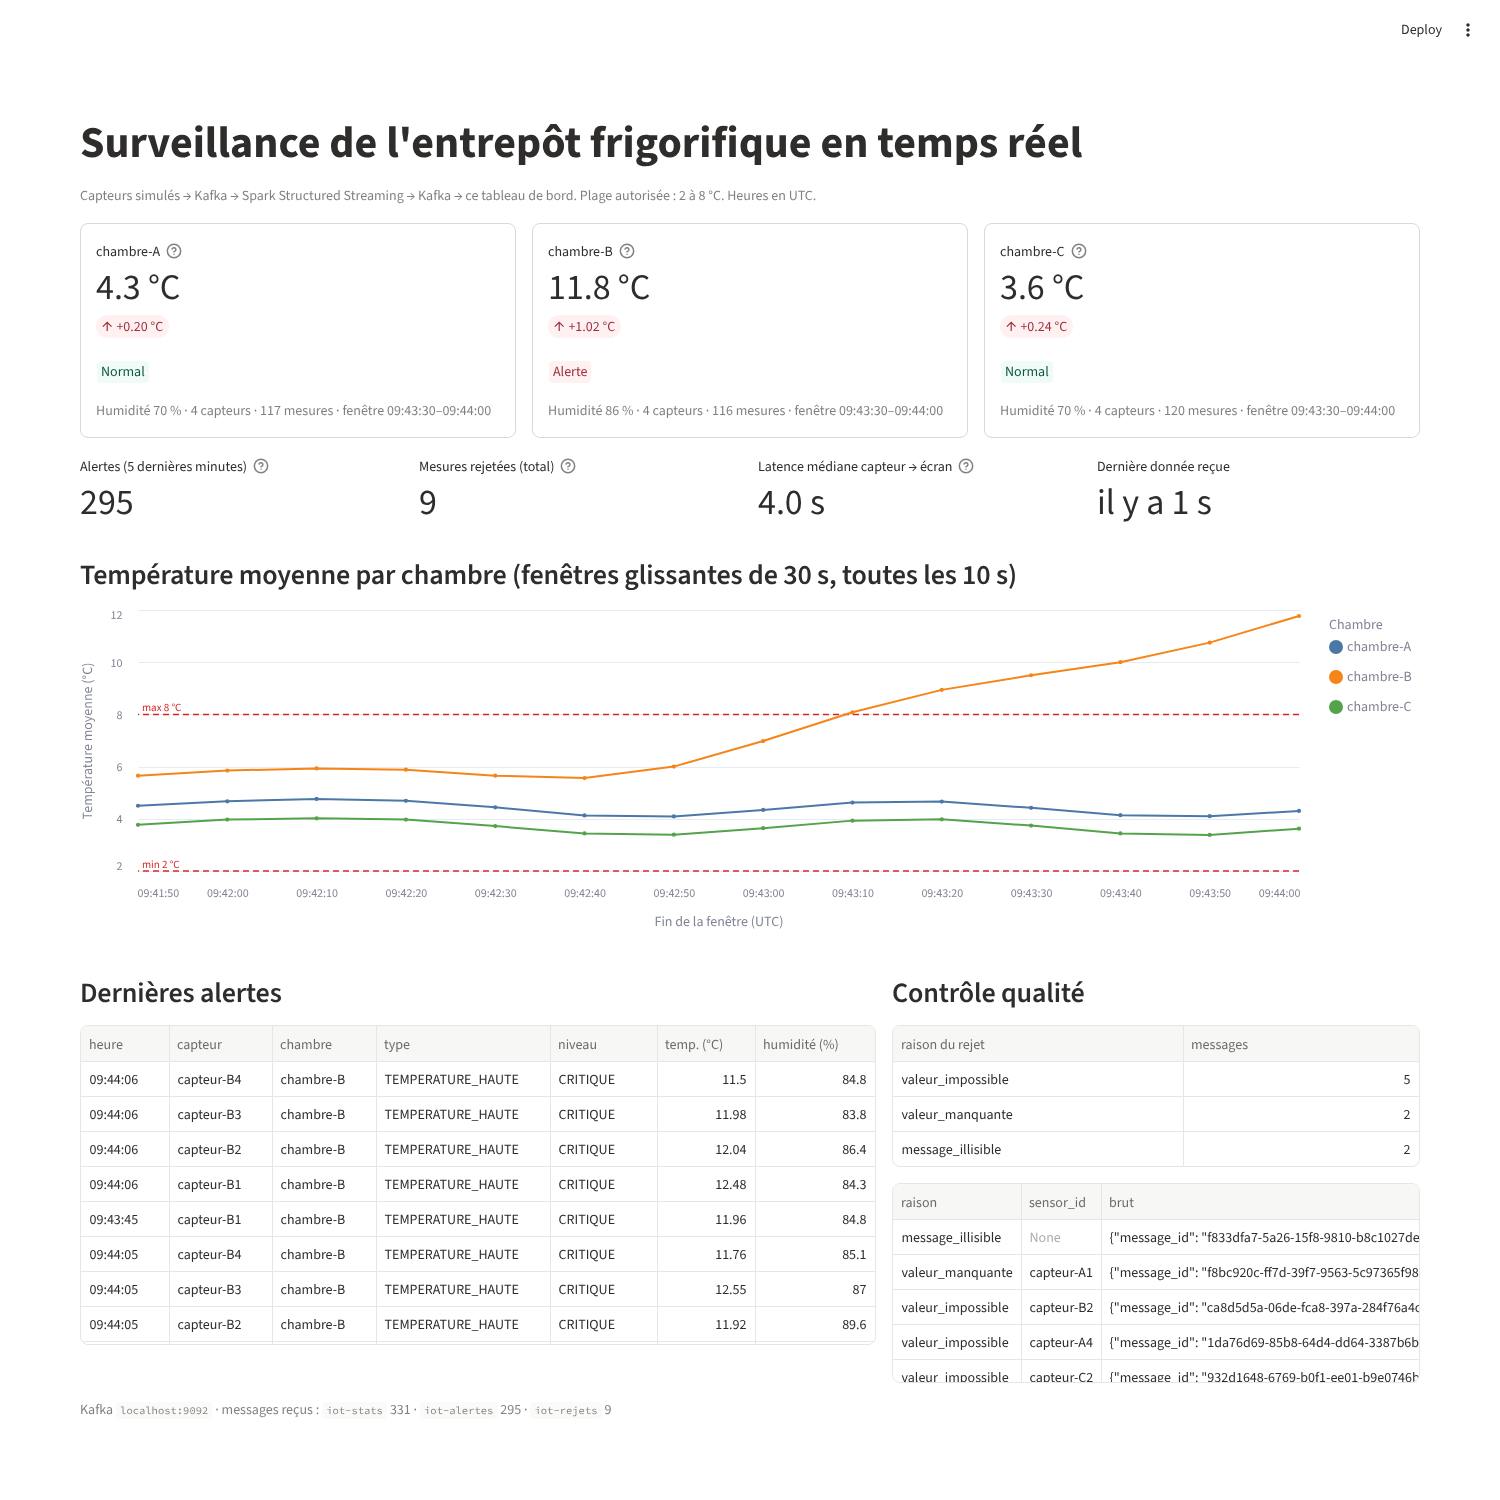 Deploy
Surveillance de l'entrepôt frigorifique en temps réel
Capteurs simulés → Kafka → Spark Structured Streaming → Kafka → ce tableau de bord. Plage autorisée : 2 à 8 °C. Heures en UTC.
chambre-A
4.3 °C
↑ +0.20 °C
Normal
Humidité 70 % · 4 capteurs · 117 mesures · fenêtre 09:43:30–09:44:00
chambre-B
11.8 °C
↑ +1.02 °C
Alerte
Humidité 86 % · 4 capteurs · 116 mesures · fenêtre 09:43:30–09:44:00
chambre-C
3.6 °C
↑ +0.24 °C
Normal
Humidité 70 % · 4 capteurs · 120 mesures · fenêtre 09:43:30–09:44:00
Alertes (5 dernières minutes)
295
Mesures rejetées (total)
9
Latence médiane capteur → écran
4.0 s
Dernière donnée reçue
il y a 1 s
Température moyenne par chambre (fenêtres glissantes de 30 s, toutes les 10 s)
Température moyenne (°C)
12
10
8
6
4
2
max 8 °C
min 2 °C
09:41:50 09:42:00 09:42:10 09:42:20 09:42:30 09:42:40 09:42:50 09:43:00 09:43:10 09:43:20 09:43:30 09:43:40 09:43:50 09:44:00
Fin de la fenêtre (UTC)
Chambre
chambre-A
chambre-B
chambre-C
Dernières alertes
heure capteur chambre type niveau temp. (°C) humidité (%)
09:44:06 capteur-B4 chambre-B TEMPERATURE_HAUTE CRITIQUE 11.5 84.8
09:44:06 capteur-B3 chambre-B TEMPERATURE_HAUTE CRITIQUE 11.98 83.8
09:44:06 capteur-B2 chambre-B TEMPERATURE_HAUTE CRITIQUE 12.04 86.4
09:44:06 capteur-B1 chambre-B TEMPERATURE_HAUTE CRITIQUE 12.48 84.3
09:43:45 capteur-B1 chambre-B TEMPERATURE_HAUTE CRITIQUE 11.96 84.8
09:44:05 capteur-B4 chambre-B TEMPERATURE_HAUTE CRITIQUE 11.76 85.1
09:44:05 capteur-B3 chambre-B TEMPERATURE_HAUTE CRITIQUE 12.55 87
09:44:05 capteur-B2 chambre-B TEMPERATURE_HAUTE CRITIQUE 11.92 89.6
Contrôle qualité
raison du rejet messages
valeur_impossible 5
valeur_manquante 2
message_illisible 2
raison sensor_id brut
message_illisible None {"message_id": "f833dfa7-5a26-15f8-9810-b8c1027de
valeur_manquante capteur-A1 {"message_id": "f8bc920c-ff7d-39f7-9563-5c97365f98
valeur_impossible capteur-B2 {"message_id": "ca8d5d5a-06de-fca8-397a-284f76a4c
valeur_impossible capteur-A4 {"message_id": "1da76d69-85b8-64d4-dd64-3387b6b
valeur_impossible capteur-C2 {"message_id": "932d1648-6769-b0f1-ee01-b9e0746b
Kafka localhost:9092 · messages reçus : iot-stats 331 · iot-alertes 295 · iot-rejets 9